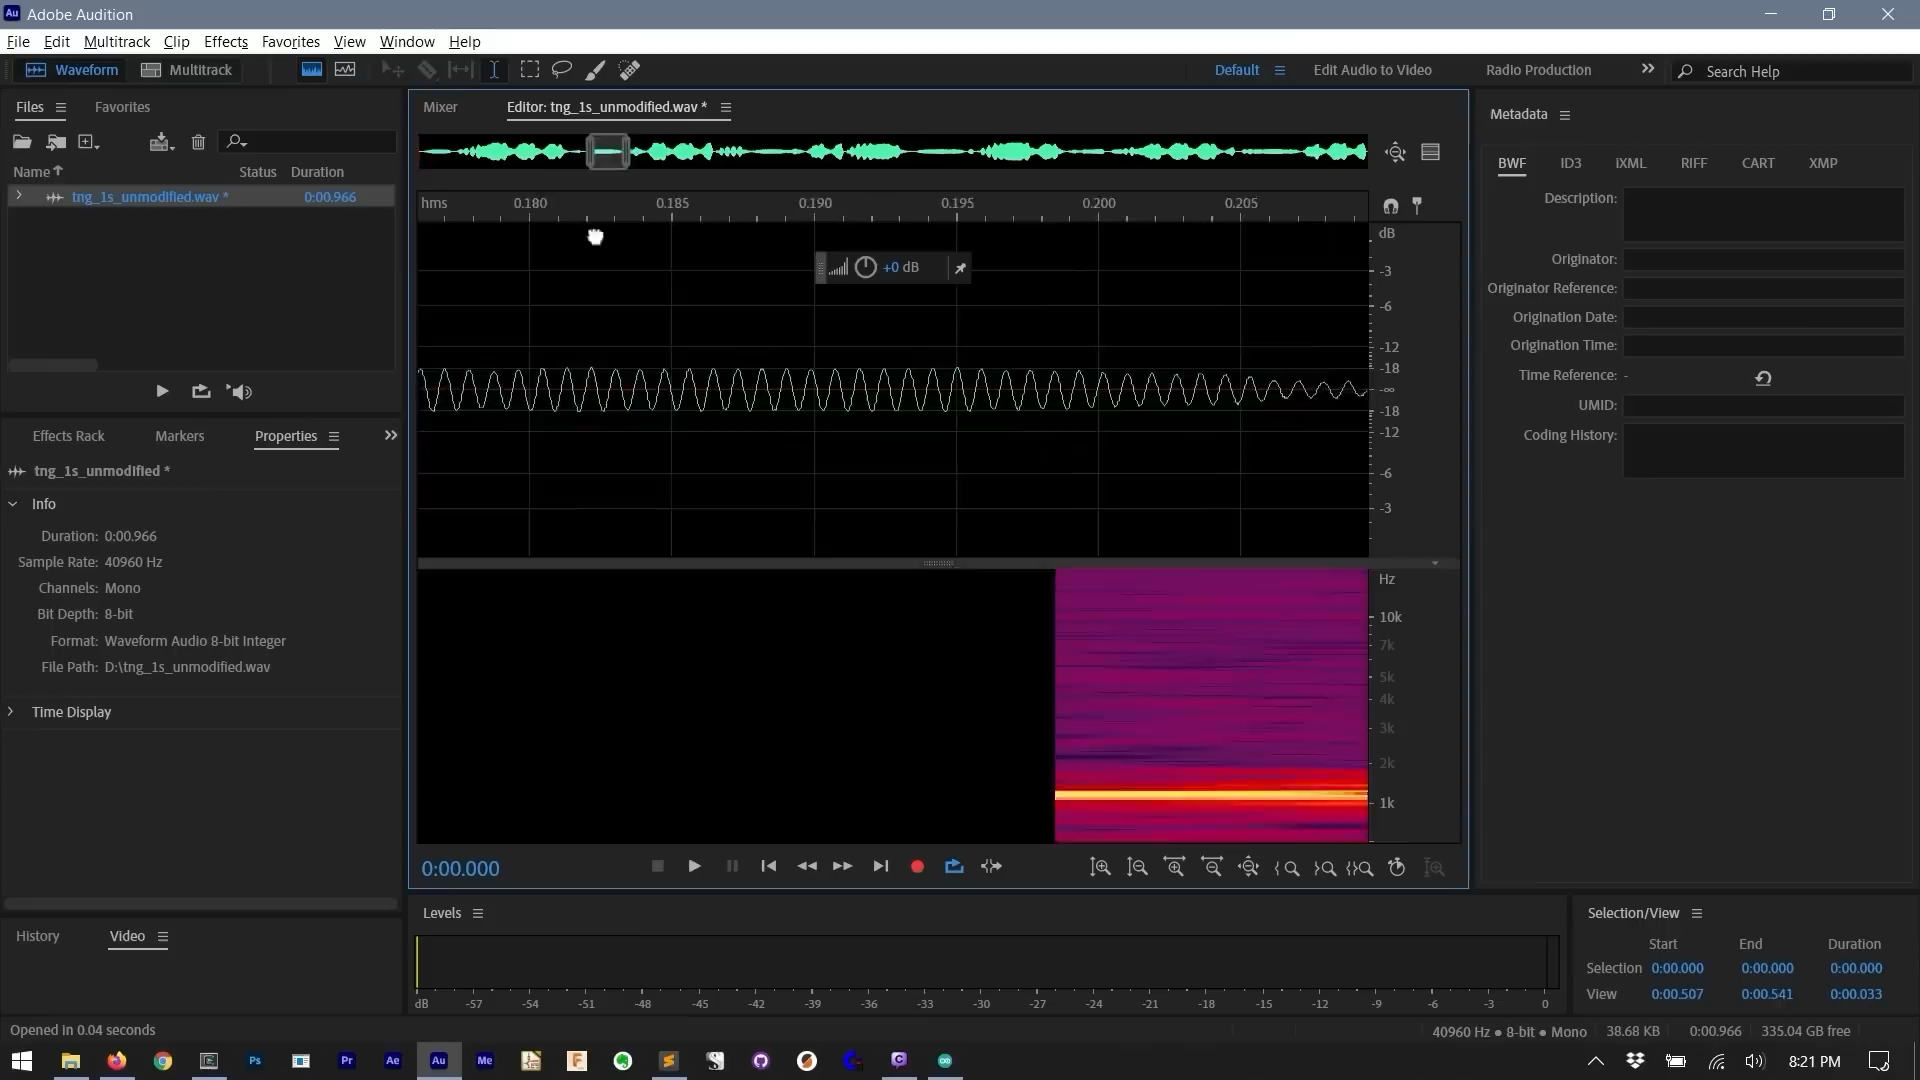 Au Adobe Audition
File Edit Multitrack Clip Effects Favorites View Window Help
Waveform Multitrack Default Edit Audio to Video Radio Production Search Help
Files Favorites
Name Status Duration
tng_1s_unmodified.wav * 0:00.966
Effects Rack Markers Properties
tng_1s_unmodified *
Info
Duration: 0:00.966
Sample Rate: 40960 Hz
Channels: Mono
Bit Depth: 8-bit
Format: Waveform Audio 8-bit Integer
File Path: D:\tng_1s_unmodified.wav
Time Display
History Video
Mixer Editor: tng_1s_unmodified.wav *
hms 0.180 0.185 0.190 0.195 0.200 0.205
dB
+0 dB
-3
-6
-12
-18
-∞
-18
-12
-6
-3
Hz
10k
7k
5k
4k
3k
2k
1k
0:00.000
Levels
dB -57 -54 -51 -48 -45 -42 -39 -36 -33 -30 -27 -24 -21 -18 -15 -12 -9 -6 -3 0
Metadata
BWF ID3 IXML RIFF CART XMP
Description:
Originator:
Originator Reference:
Origination Date:
Origination Time:
Time Reference: -
UMID:
Coding History:
Selection/View
Start End Duration
Selection 0:00.000 0:00.000 0:00.000
View 0:00.507 0:00.541 0:00.033
Opened in 0.04 seconds
40960 Hz ● 8-bit ● Mono 38.68 KB 0:00.966 335.04 GB free
Ps Pr Ae Au Me
8:21 PM